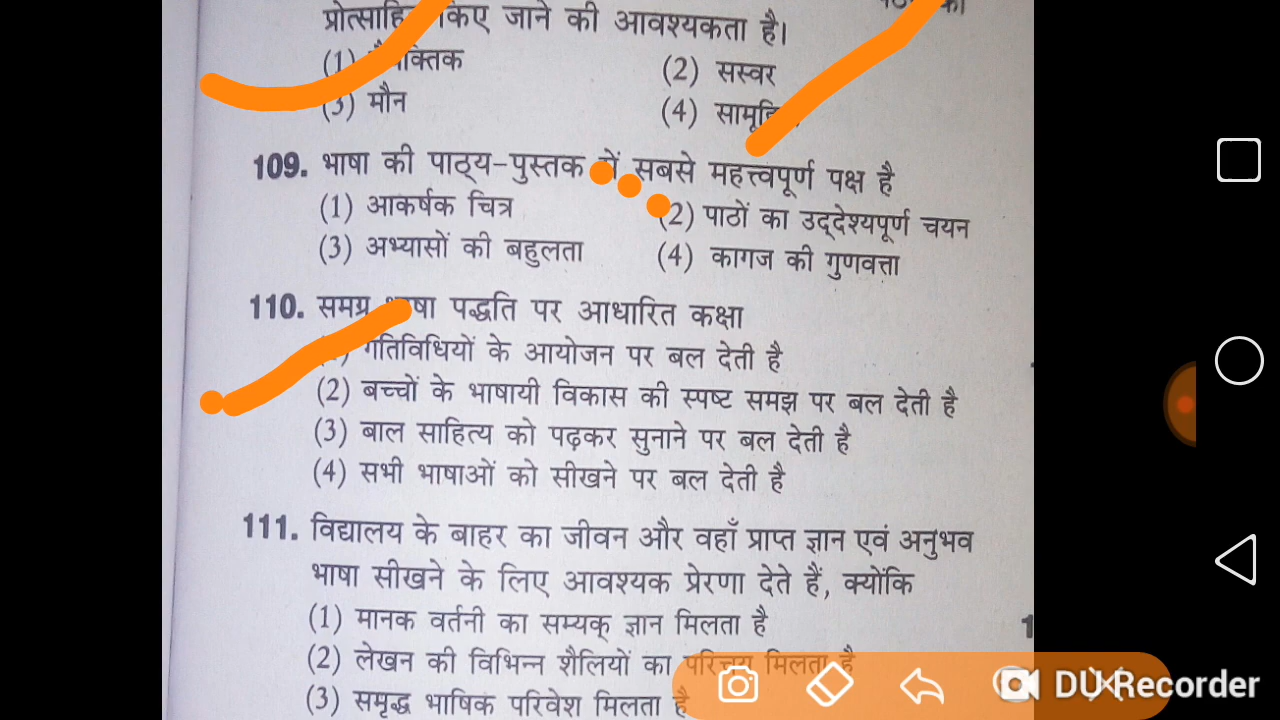 किए जाने की आवश्यकता है।
(1)
(2) सस्वर
(3) मौन
(4)
109. भाषा की पाठ्य-पुस्तक में सबसे महत्त्वपूर्ण पक्ष है
(1) आकर्षक चित्र
(2) पाठों का उद्देश्यपूर्ण चयन
(3) अभ्यासों की बहुलता
(4) कागज की गुणवत्ता
110. समग्र भाषा पद्धति पर आधारित कक्षा
गतिविधियों के आयोजन पर बल देती है
(2) बच्चों के भाषायी विकास की स्पष्ट समझ पर बल देती है
(3) बाल साहित्य को पढ़कर सुनाने पर बल देती है
(4) सभी भाषाओं को सीखने पर बल देती है
111. विद्यालय के बाहर का जीवन और वहाँ प्राप्त ज्ञान एवं अनुभव
भाषा सीखने के लिए आवश्यक प्रेरणा देते हैं, क्योंकि
(1) मानक वर्तनी का सम्यक् ज्ञान मिलता है
(2) लेखन की विभिन्न शैलियों का परिचय मिलता है
(3) समृद्ध भाषिक परिवेश मिलता है
DU Recorder